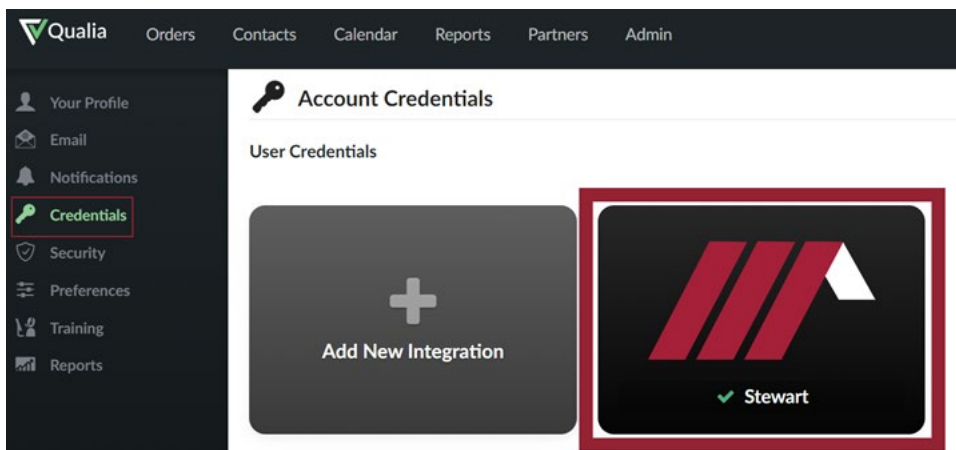 Qualia Orders Contacts Calendar Reports Partners Admin
Your Profile
Email
Notifications
Credentials
Security
Preferences
Training
Reports
Account Credentials
User Credentials
Add New Integration
Stewart